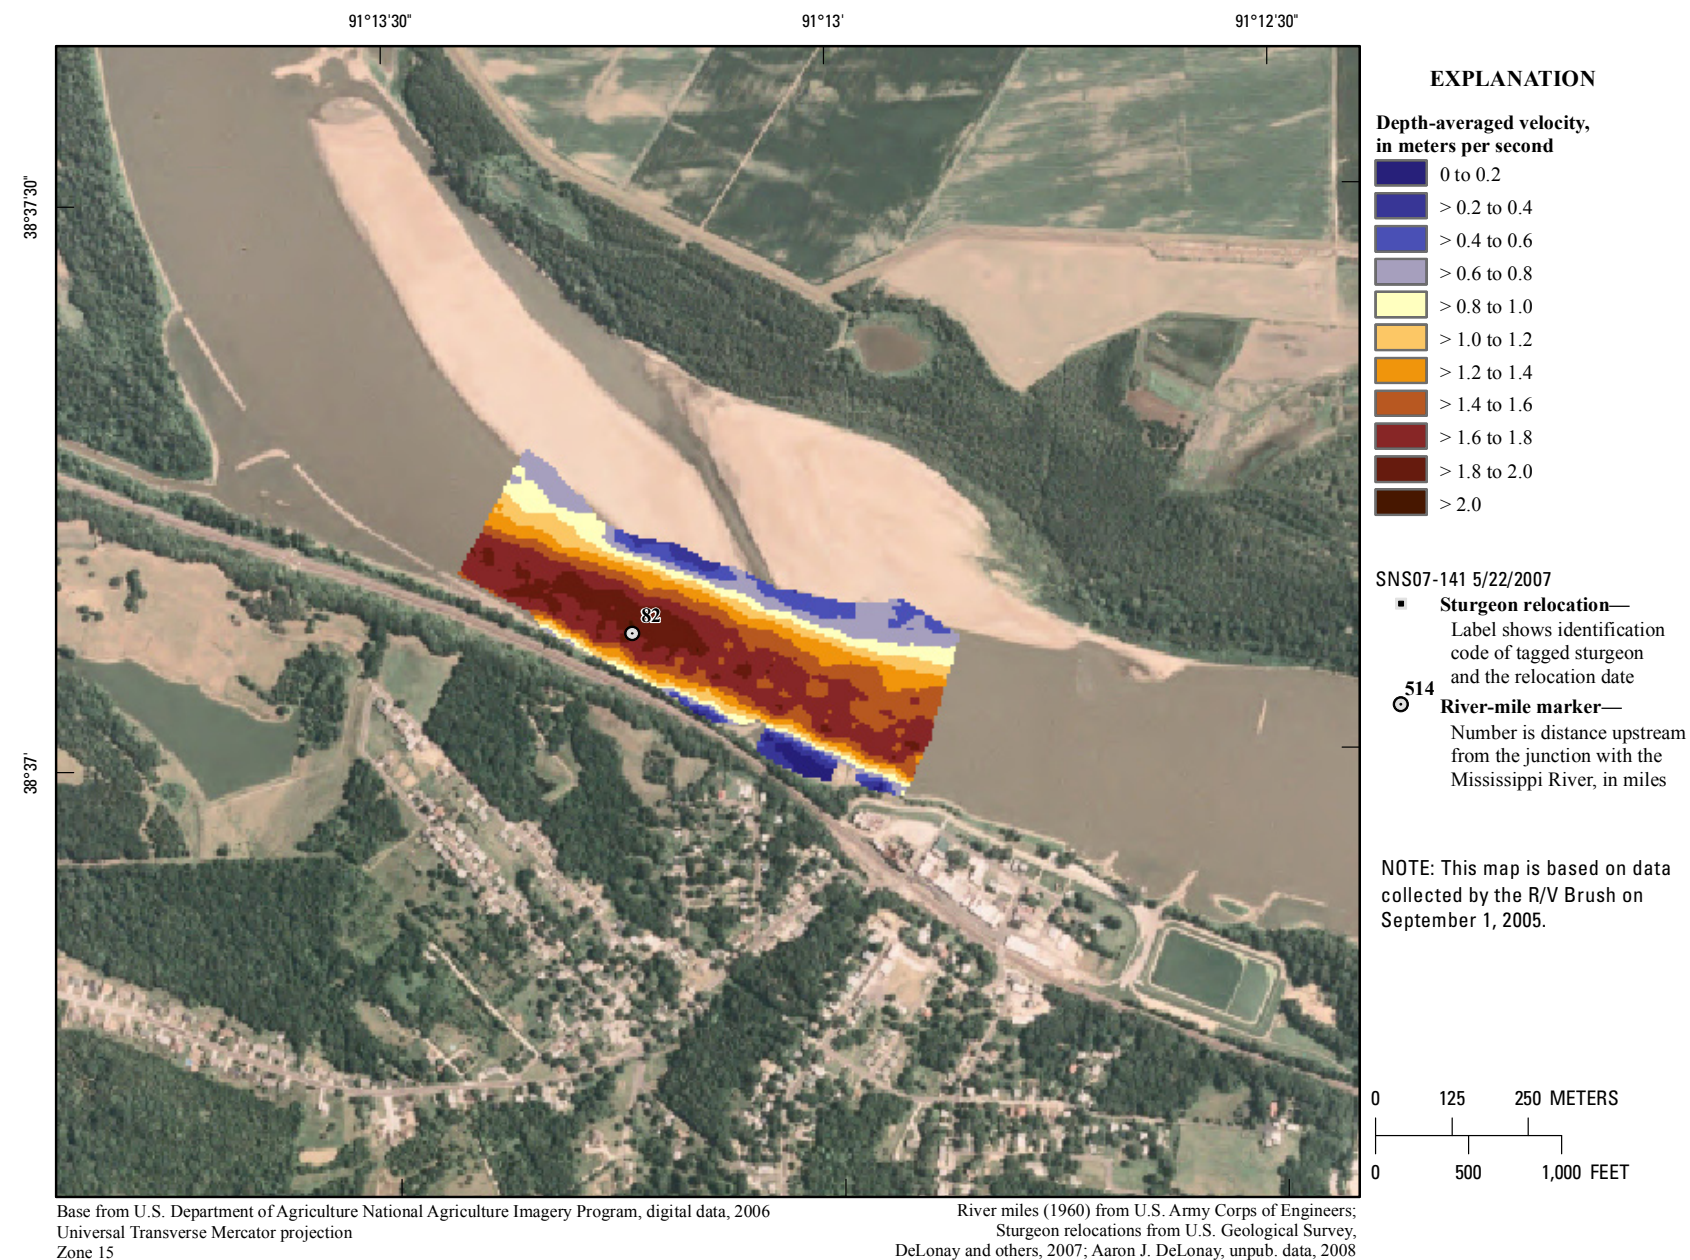 91°13'30"
91°13'
91°12'30"
38°37'30"
38°37'
82
EXPLANATION
Depth-averaged velocity,
in meters per second
0 to 0.2
> 0.2 to 0.4
> 0.4 to 0.6
> 0.6 to 0.8
> 0.8 to 1.0
> 1.0 to 1.2
> 1.2 to 1.4
> 1.4 to 1.6
> 1.6 to 1.8
> 1.8 to 2.0
> 2.0
SNS07-141 5/22/2007
Sturgeon relocation—
Label shows identification
code of tagged sturgeon
and the relocation date
514
River-mile marker—
Number is distance upstream
from the junction with the
Mississippi River, in miles
NOTE: This map is based on data
collected by the R/V Brush on
September 1, 2005.
0 125 250 METERS
0 500 1,000 FEET
Base from U.S. Department of Agriculture National Agriculture Imagery Program, digital data, 2006
Universal Transverse Mercator projection
Zone 15
River miles (1960) from U.S. Army Corps of Engineers;
Sturgeon relocations from U.S. Geological Survey,
DeLonay and others, 2007; Aaron J. DeLonay, unpub. data, 2008